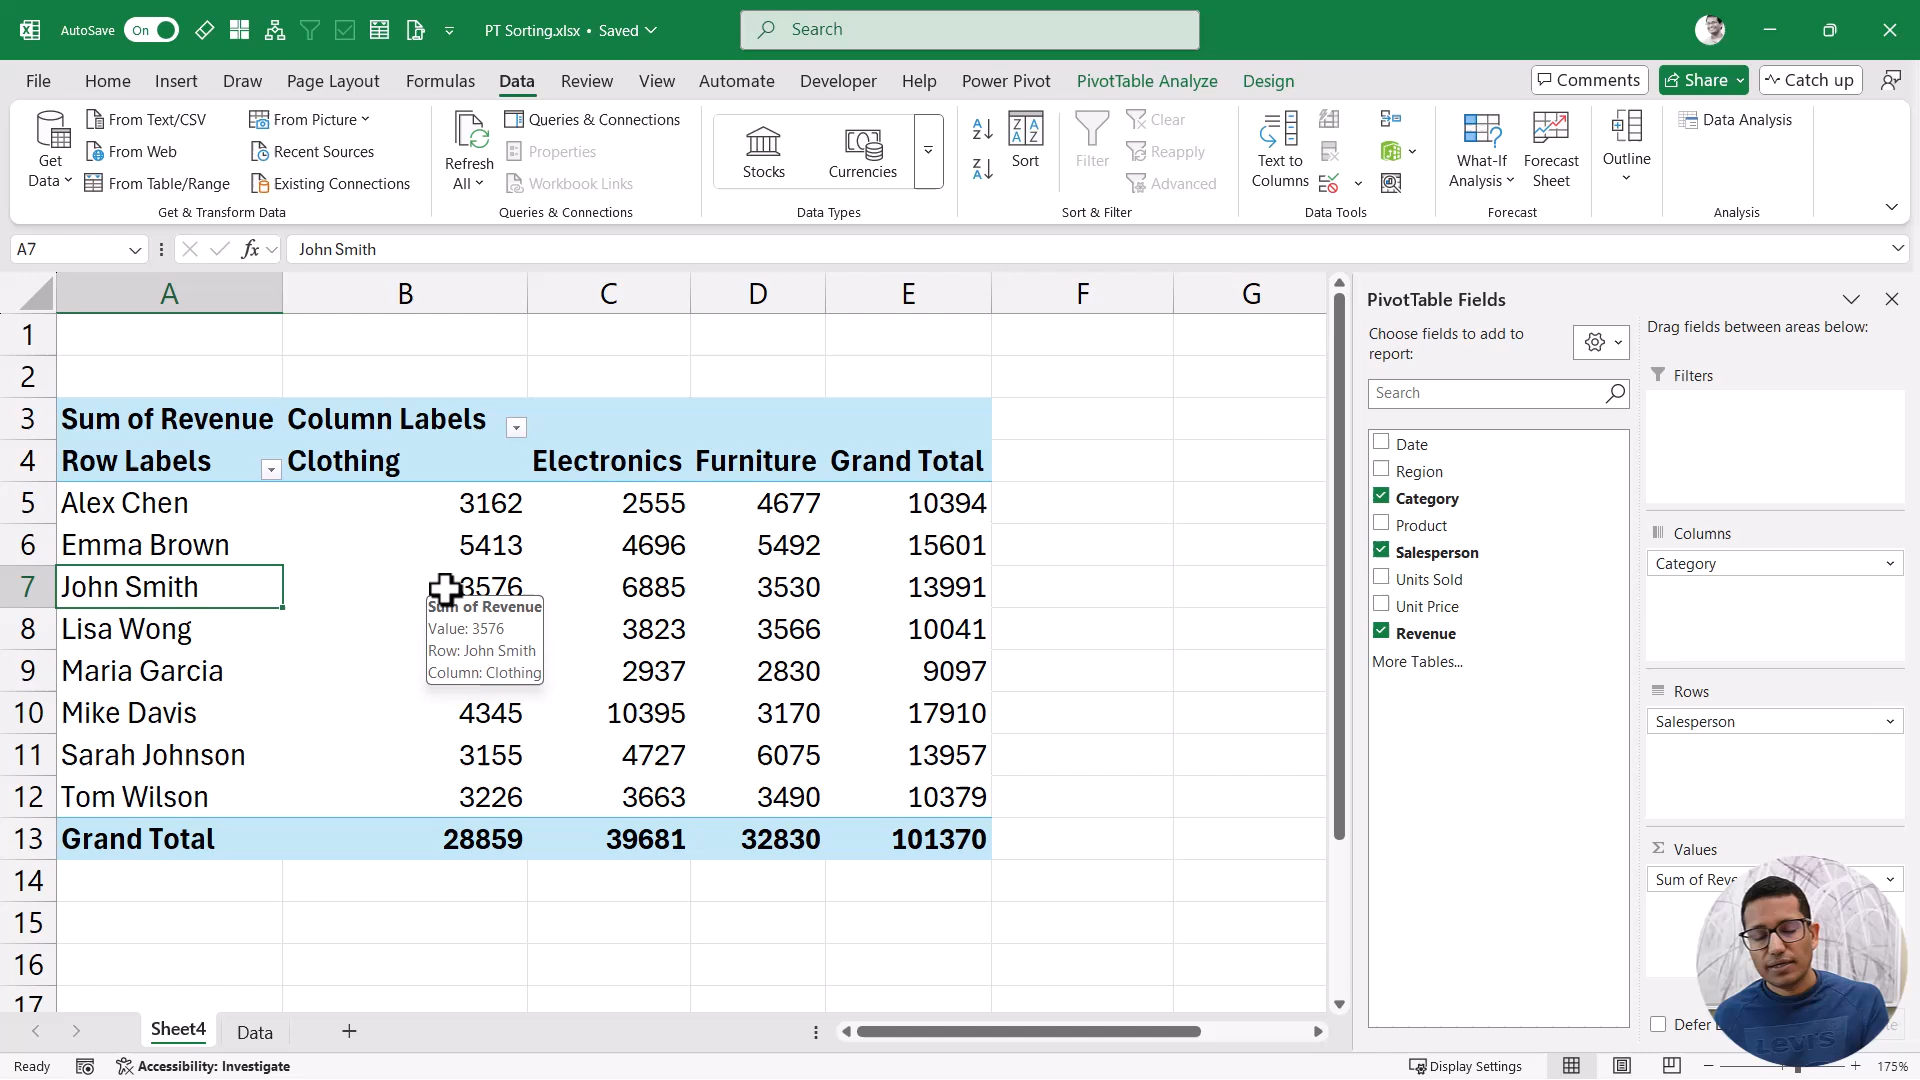 AutoSave On PT Sorting.xlsx • Saved Search
File Home Insert Draw Page Layout Formulas Data Review View Automate Developer Help Power Pivot PivotTable Analyze Design Comments Share Catch up
Get Data
From Text/CSV
From Web
From Table/Range
From Picture
Recent Sources
Existing Connections
Get & Transform Data
Refresh All
Queries & Connections
Properties
Workbook Links
Queries & Connections
Stocks
Currencies
Data Types
Sort
Filter
Clear
Reapply
Advanced
Sort & Filter
Text to Columns
Data Tools
What-If Analysis
Forecast Sheet
Forecast
Outline
Data Analysis
Analysis
A7 fx John Smith
A B C D E F G
1
2
3 Sum of Revenue Column Labels
4 Row Labels Clothing Electronics Furniture Grand Total
5 Alex Chen 3162 2555 4677 10394
6 Emma Brown 5413 4696 5492 15601
7 John Smith 3576 6885 3530 13991
8 Lisa Wong 3823 3566 10041
9 Maria Garcia 2937 2830 9097
10 Mike Davis 4345 10395 3170 17910
11 Sarah Johnson 3155 4727 6075 13957
12 Tom Wilson 3226 3663 3490 10379
13 Grand Total 28859 39681 32830 101370
14
15
16
17
Sum of Revenue
Value: 3576
Row: John Smith
Column: Clothing
PivotTable Fields
Choose fields to add to
report:
Search
Date
Region
Category
Product
Salesperson
Units Sold
Unit Price
Revenue
More Tables...
Drag fields between areas below:
Filters
Columns
Category
Rows
Salesperson
Σ Values
Sum of Reve
Defer
LEVI'S
Sheet4 Data
Ready Accessibility: Investigate Display Settings 175%